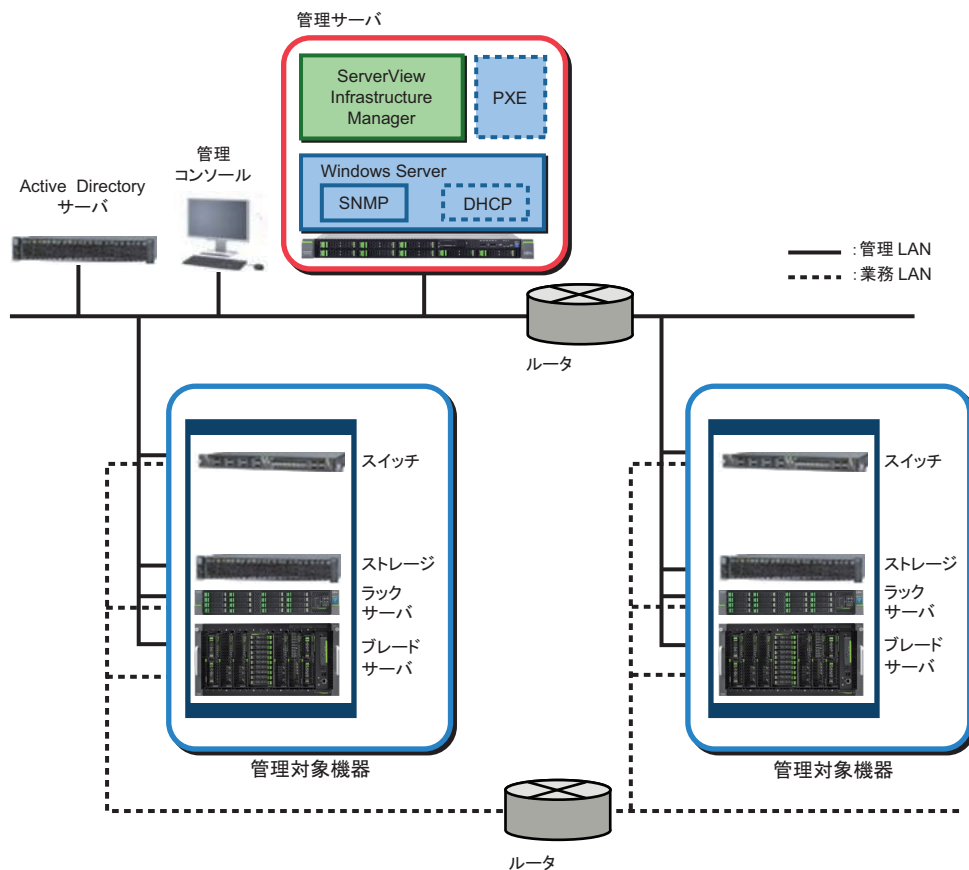 管理サーバ
ServerView
Infrastructure
Manager
PXE
Windows Server
SNMP
DHCP
管理
コンソール
Active Directory
サーバ
：管理 LAN
：業務 LAN
ルータ
スイッチ
ストレージ
ラック
サーバ
ブレード
サーバ
管理対象機器
スイッチ
ストレージ
ラック
サーバ
ブレード
サーバ
管理対象機器
ルータ